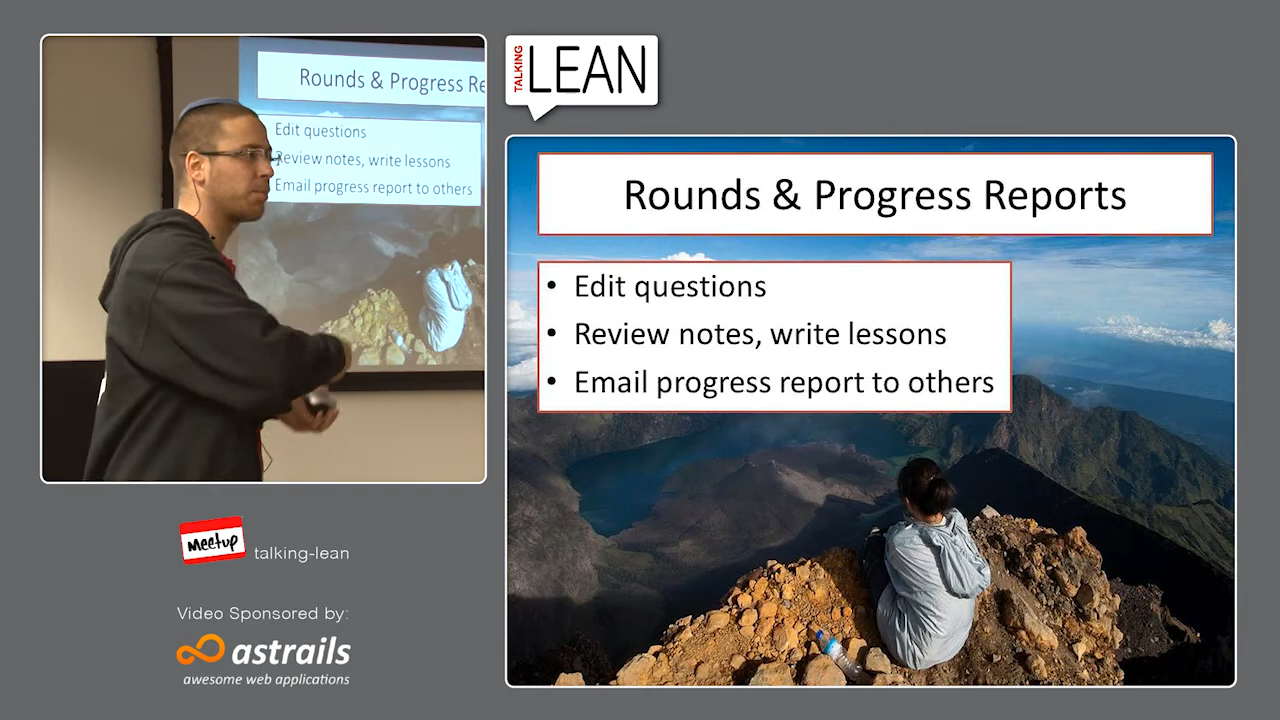 Rounds & Progress Re
Edit questions
Review notes, write lessons
Email progress report to others
TALKING
LEAN
Rounds & Progress Reports
• Edit questions
• Review notes, write lessons
• Email progress report to others
meetup
talking-lean
Video Sponsored by:
astrails
awesome web applications